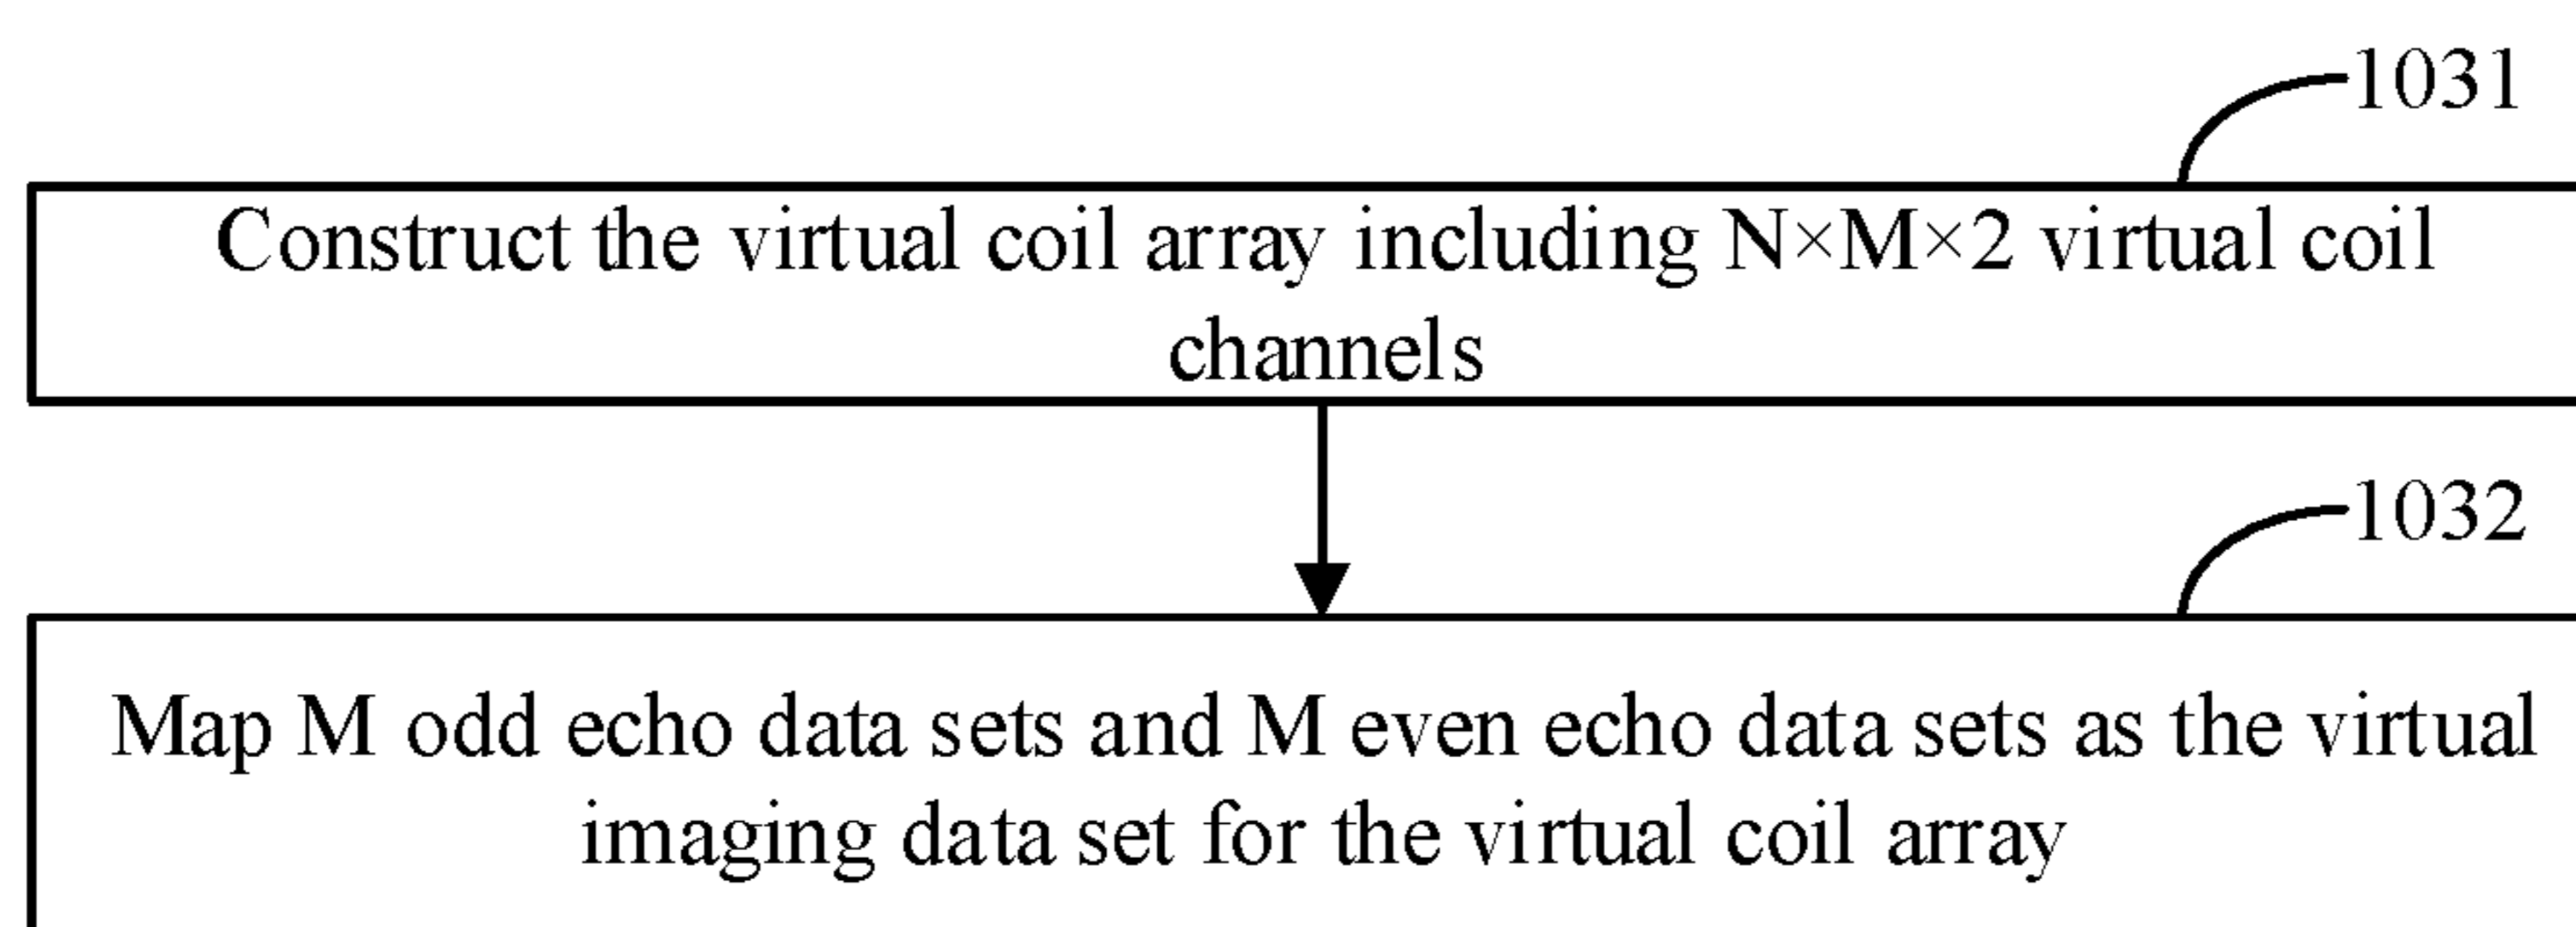 1031
Construct the virtual coil array including N×M×2 virtual coil
channels
1032
Map M odd echo data sets and M even echo data sets as the virtual
imaging data set for the virtual coil array